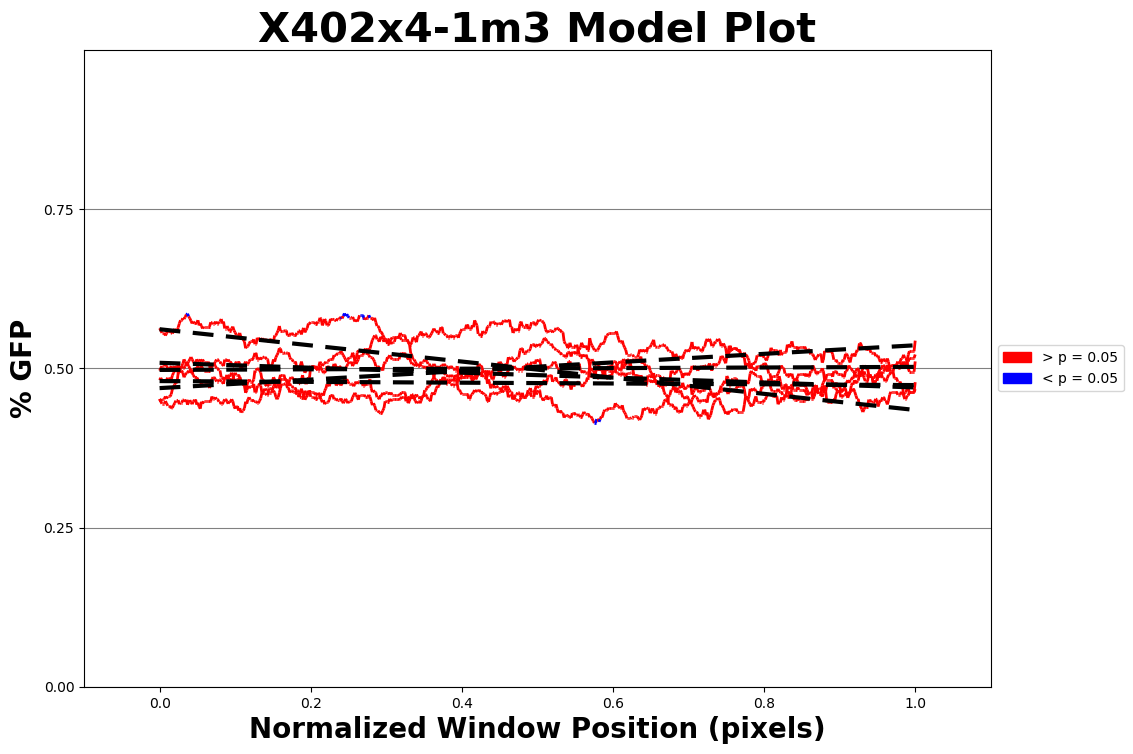 X402x4-1m3 Model Plot
% GFP
0.75
0.50
0.25
0.00
0.0 0.2 0.4 0.6 0.8 1.0
Normalized Window Position (pixels)
> p = 0.05
< p = 0.05